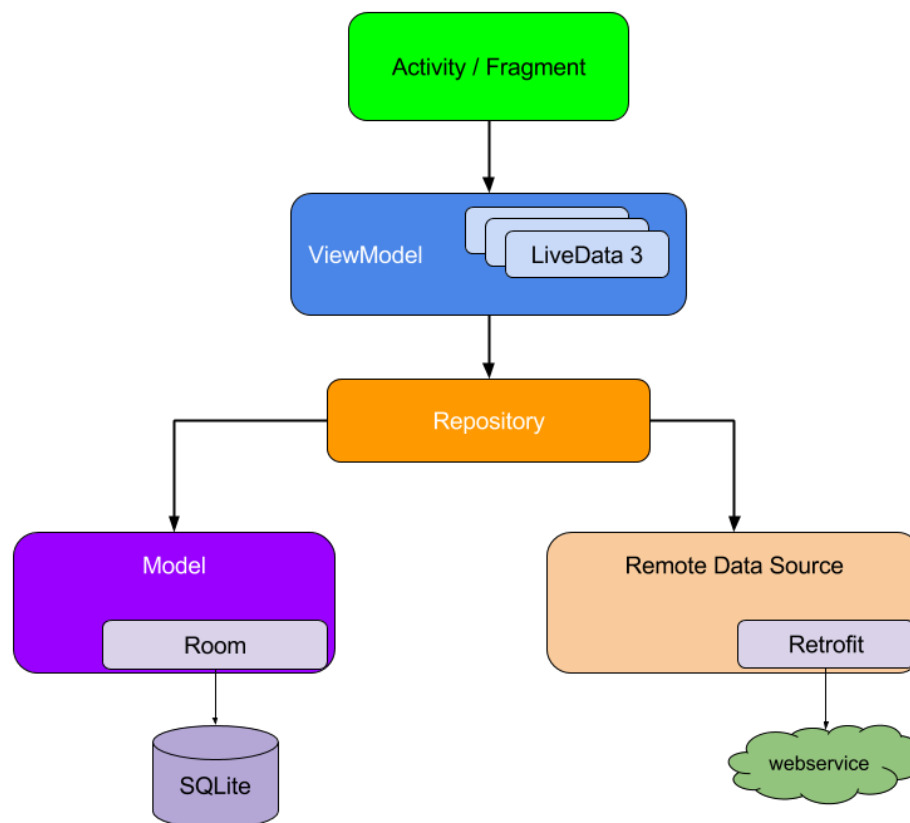 Activity / Fragment
ViewModel
LiveData 3
Repository
Model
Room
SQLite
Remote Data Source
Retrofit
webservice